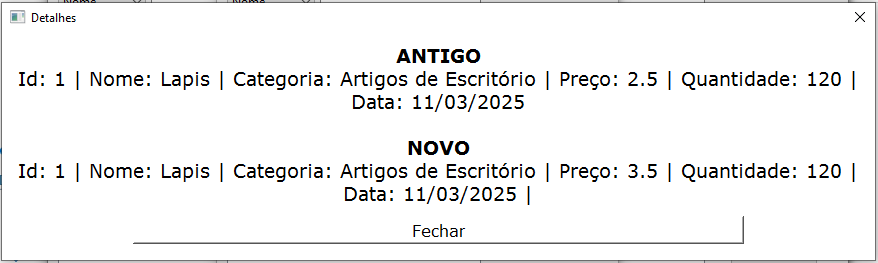 Detalhes
ANTIGO
Id: 1 | Nome: Lapis | Categoria: Artigos de Escritório | Preço: 2.5 | Quantidade: 120 |
Data: 11/03/2025
NOVO
Id: 1 | Nome: Lapis | Categoria: Artigos de Escritório | Preço: 3.5 | Quantidade: 120 |
Data: 11/03/2025 |
Fechar